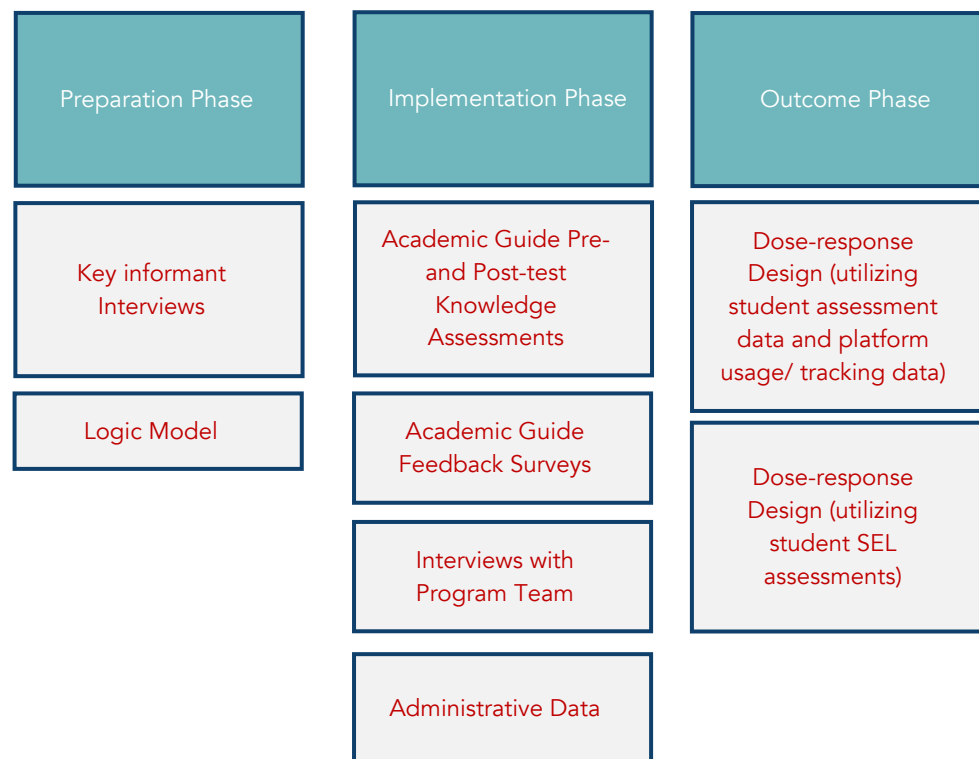 Preparation Phase
Implementation Phase
Outcome Phase
Key informant
Interviews
Logic Model
Academic Guide Pre-
and Post-test
Knowledge
Assessments
Academic Guide
Feedback Surveys
Interviews with
Program Team
Administrative Data
Dose-response
Design (utilizing
student assessment
data and platform
usage/ tracking data)
Dose-response
Design (utilizing
student SEL
assessments)